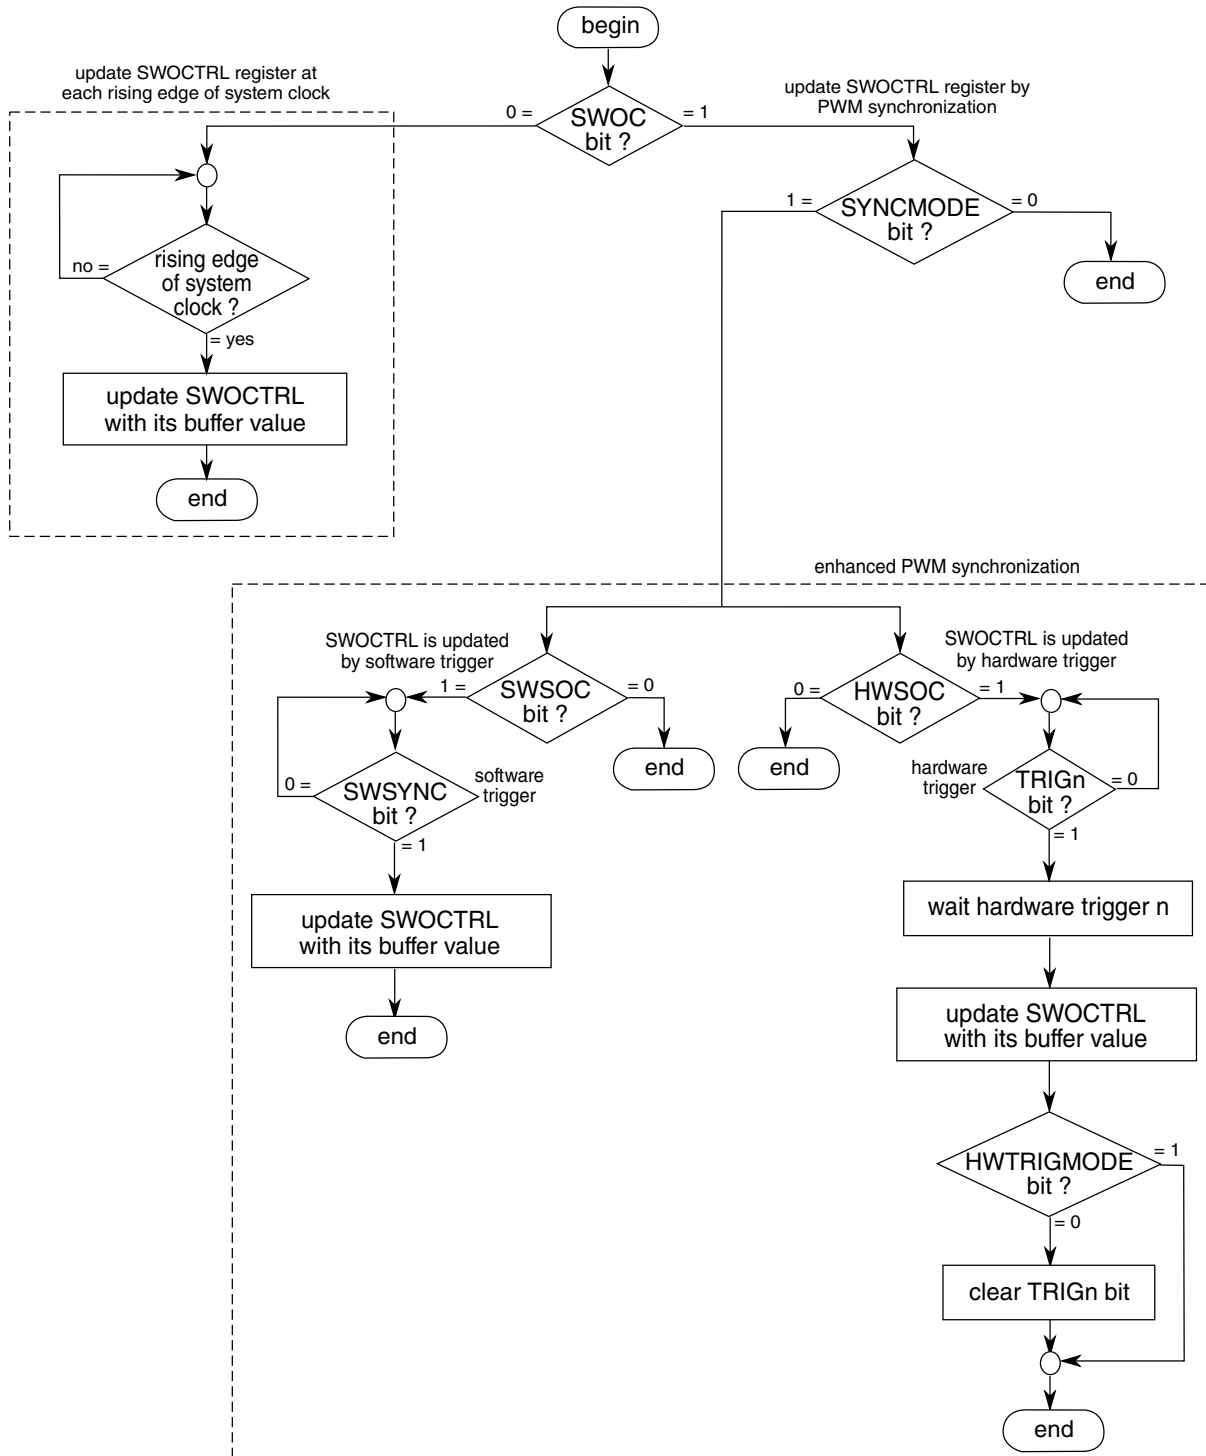 begin
update SWOCTRL register at
each rising edge of system clock
update SWOCTRL register by
PWM synchronization
0 =
SWOC
bit ?
= 1
1 =
SYNCMODE
bit ?
= 0
end
no =
rising edge
of system
clock ?
= yes
update SWOCTRL
with its buffer value
end
enhanced PWM synchronization
SWOCTRL is updated
by software trigger
SWOCTRL is updated
by hardware trigger
1 =
SWSOC
bit ?
= 0
end
0 =
HWSOC
bit ?
= 1
end
0 =
SWSYNC
bit ?
software
trigger
= 1
update SWOCTRL
with its buffer value
end
hardware
trigger
TRIGn
bit ?
= 0
= 1
wait hardware trigger n
update SWOCTRL
with its buffer value
HWTRIGMODE
bit ?
= 1
= 0
clear TRIGn bit
end